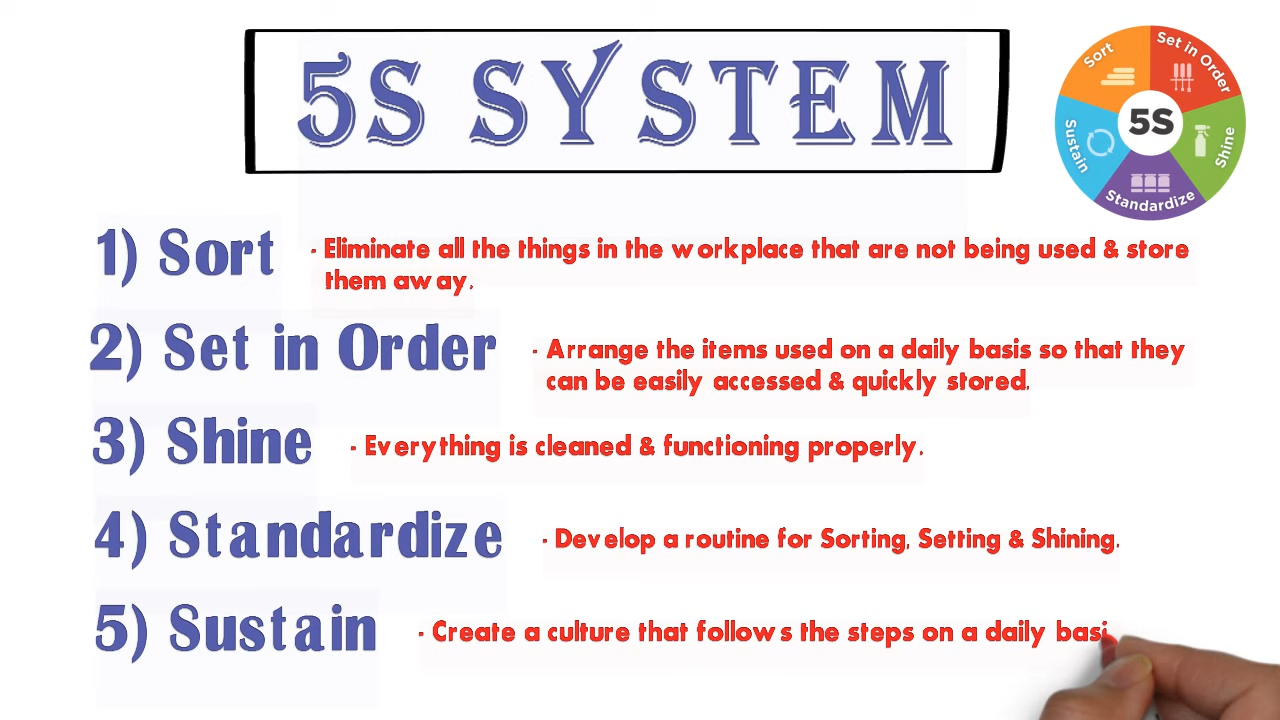 5S SYSTEM
Sort
Set in Order
Sustain
5S
Shine
Standardize
1) Sort - Eliminate all the things in the workplace that are not being used & store
them away.
2) Set in Order - Arrange the items used on a daily basis so that they
can be easily accessed & quickly stored.
3) Shine - Everything is cleaned & functioning properly.
4) Standardize - Develop a routine for Sorting, Setting & Shining.
5) Sustain - Create a culture that follows the steps on a daily basi